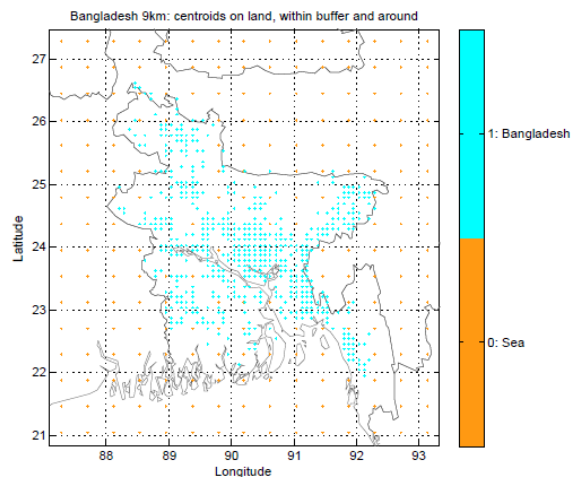 Bangladesh 9km: centroids on land, within buffer and around
27
26
25
24
23
22
21
Latitude
88
89
90
91
92
93
Longitude
1: Bangladesh
0: Sea